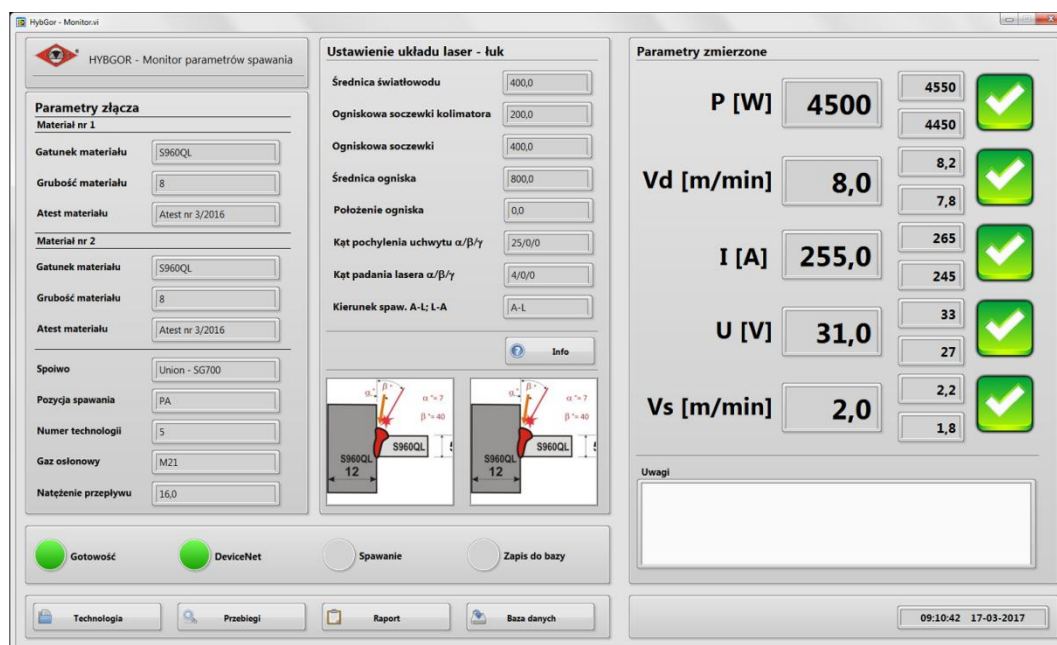 HybGor - Monitor.vi
HYBGOR - Monitor parametrów spawania
Parametry złącza
Materiał nr 1
Gatunek materiału S960QL
Grubość materiału 8
Atest materiału Atest nr 3/2016
Materiał nr 2
Gatunek materiału S960QL
Grubość materiału 8
Atest materiału Atest nr 3/2016
Spoiwo Union - SG700
Pozycja spawania PA
Numer technologii 5
Gaz osłonowy M21
Natężenie przepływu 16,0
Ustawienie układu laser - łuk
Średnica światłowodu 400,0
Ogniskowa soczewki kolimatora 200,0
Ogniskowa soczewki 400,0
Średnica ogniska 800,0
Położenie ogniska 0,0
Kąt pochylenia uchwytu α/β/γ 25/0/0
Kąt padania lasera α/β/γ 4/0/0
Kierunek spaw. A-L; L-A A-L
Info
α° β°
α°= 7
β°= 40
S960QL
S960QL
12
α° β°
α°= 7
β°= 40
S960QL
S960QL
12
Parametry zmierzone
P [W] 4500 4550
4450
Vd [m/min] 8,0 8,2
7,8
I [A] 255,0 265
245
U [V] 31,0 33
27
Vs [m/min] 2,0 2,2
1,8
Uwagi
Gotowość DeviceNet Spawanie Zapis do bazy
Technologia Przebiegi Raport Baza danych
09:10:42 17-03-2017